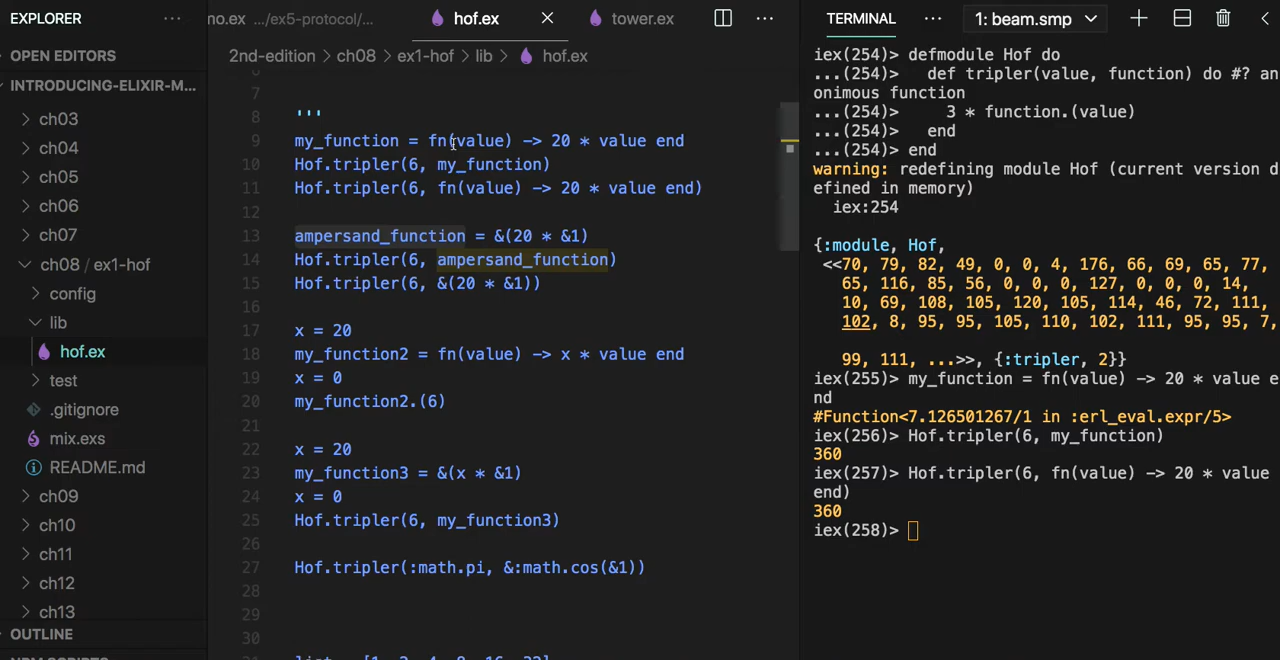 EXPLORER
OPEN EDITORS
INTRODUCING-ELIXIR-M...
ch03
ch04
ch05
ch06
ch07
ch08 / ex1-hof
config
lib
hof.ex
test
.gitignore
mix.exs
README.md
ch09
ch10
ch11
ch12
ch13
OUTLINE
no.ex .../ex5-protocol/... hof.ex tower.ex
2nd-edition > ch08 > ex1-hof > lib > hof.ex
7
8 '''
9 my_function = fn(value) -> 20 * value end
10 Hof.tripler(6, my_function)
11 Hof.tripler(6, fn(value) -> 20 * value end)
12
13 ampersand_function = &(20 * &1)
14 Hof.tripler(6, ampersand_function)
15 Hof.tripler(6, &(20 * &1))
16
17 x = 20
18 my_function2 = fn(value) -> x * value end
19 x = 0
20 my_function2.(6)
21
22 x = 20
23 my_function3 = &(x * &1)
24 x = 0
25 Hof.tripler(6, my_function3)
26
27 Hof.tripler(:math.pi, &:math.cos(&1))
28
29
30
TERMINAL 1: beam.smp
iex(254)> defmodule Hof do
...(254)>   def tripler(value, function) do #? an
onimous function
...(254)>     3 * function.(value)
...(254)>   end
...(254)> end
warning: redefining module Hof (current version d
efined in memory)
iex:254
{:module, Hof,
<<70, 79, 82, 49, 0, 0, 4, 176, 66, 69, 65, 77,
65, 116, 85, 56, 0, 0, 0, 127, 0, 0, 0, 14,
10, 69, 108, 105, 120, 105, 114, 46, 72, 111,
102, 8, 95, 95, 105, 110, 102, 111, 95, 95, 7,
99, 111, ...>>, {:tripler, 2}}
iex(255)> my_function = fn(value) -> 20 * value e
nd
#Function<7.126501267/1 in :erl_eval.expr/5>
iex(256)> Hof.tripler(6, my_function)
360
iex(257)> Hof.tripler(6, fn(value) -> 20 * value
end)
360
iex(258)>